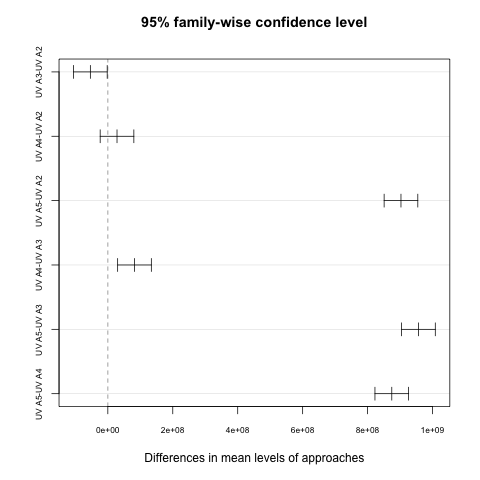 95% family-wise confidence level
UV A3-UV A2
UV A4-UV A2
UV A5-UV A2
UV A4-UV A3
UV A5-UV A3
UV A5-UV A4
0e+00 2e+08 4e+08 6e+08 8e+08 1e+09
Differences in mean levels of approaches